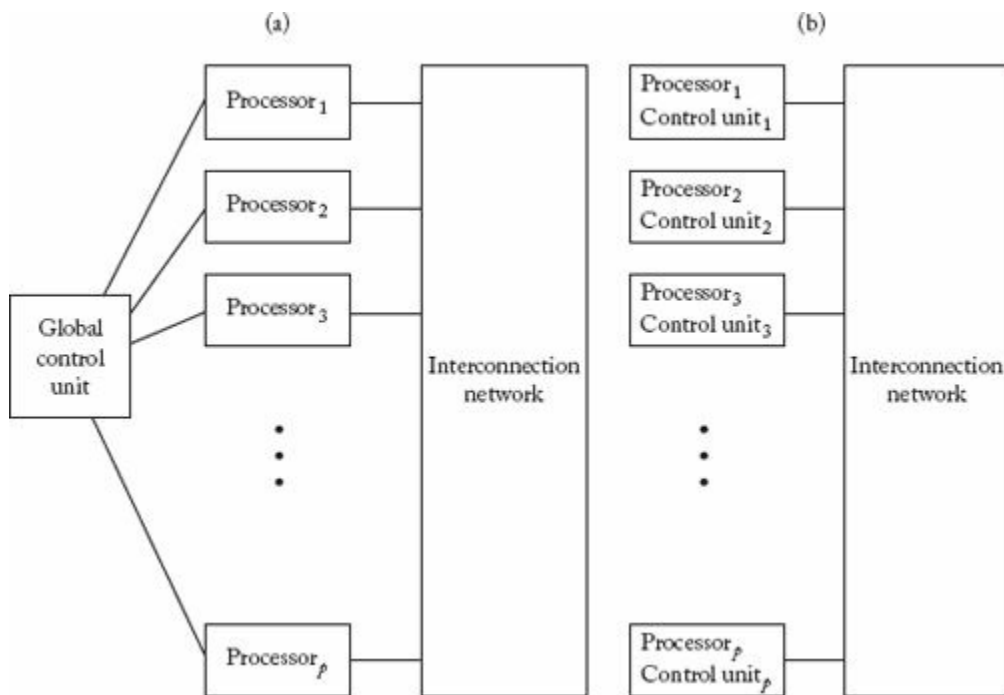 (a)
Processor₁
Processor₂
Processor₃
Global
control
unit
Interconnection
network
Processorₚ
(b)
Processor₁
Control unit₁
Processor₂
Control unit₂
Processor₃
Control unit₃
Interconnection
network
Processorₚ
Control unitₚ